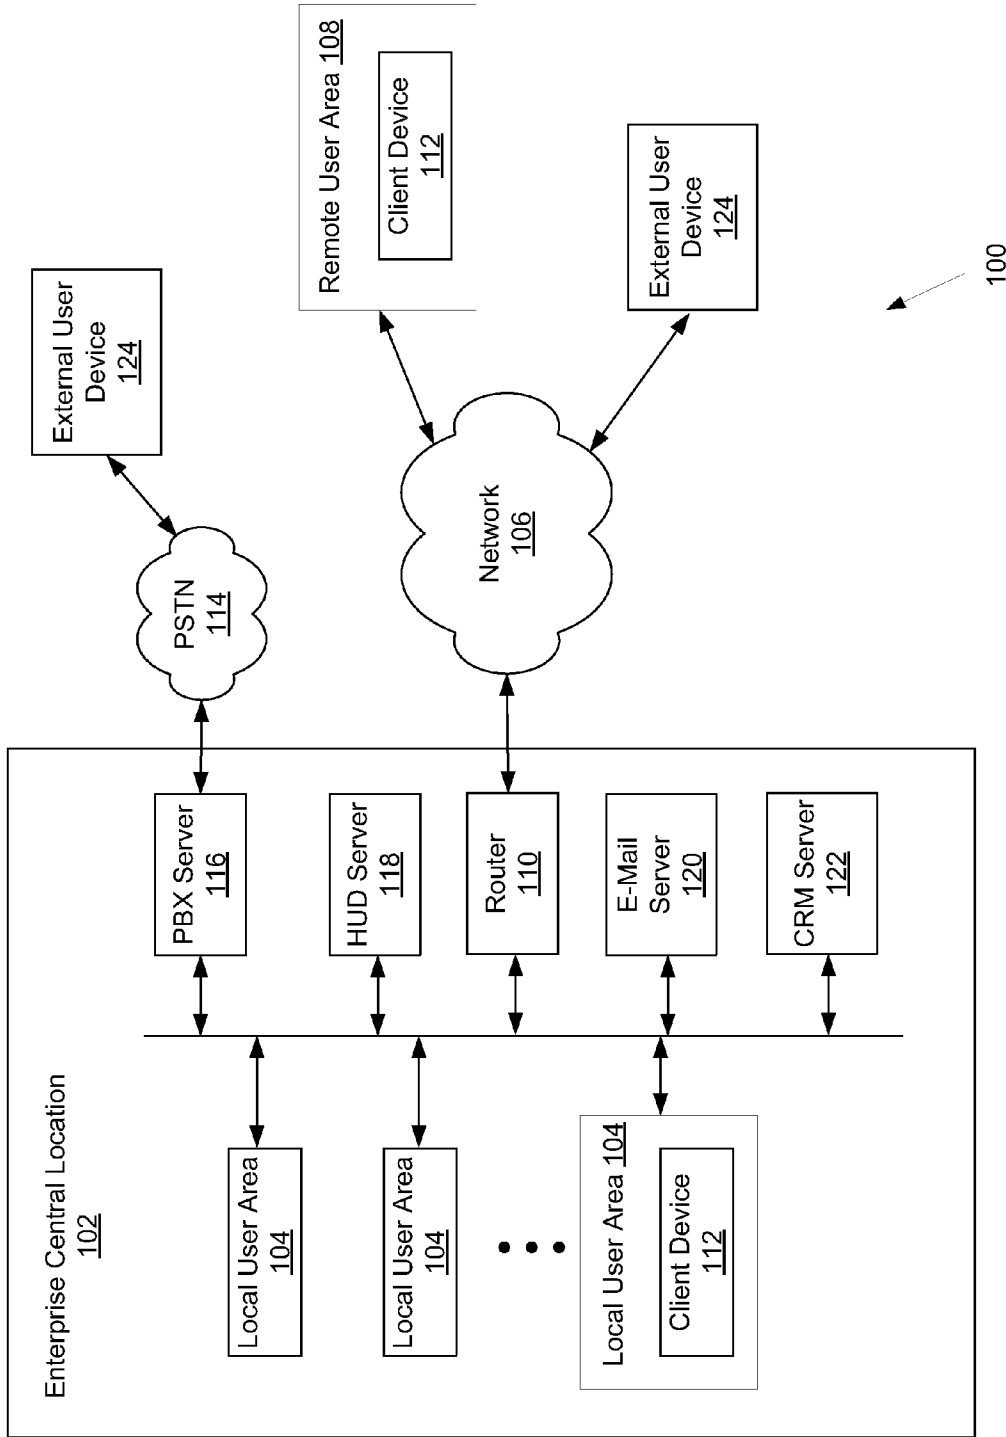 Enterprise Central Location
102
Local User Area
104
Local User Area
104
Local User Area 104
Client Device
112
PBX Server
116
HUD Server
118
Router
110
E-Mail
Server
120
CRM Server
122
PSTN
114
Network
106
External User
Device
124
Remote User Area 108
Client Device
112
External User
Device
124
100